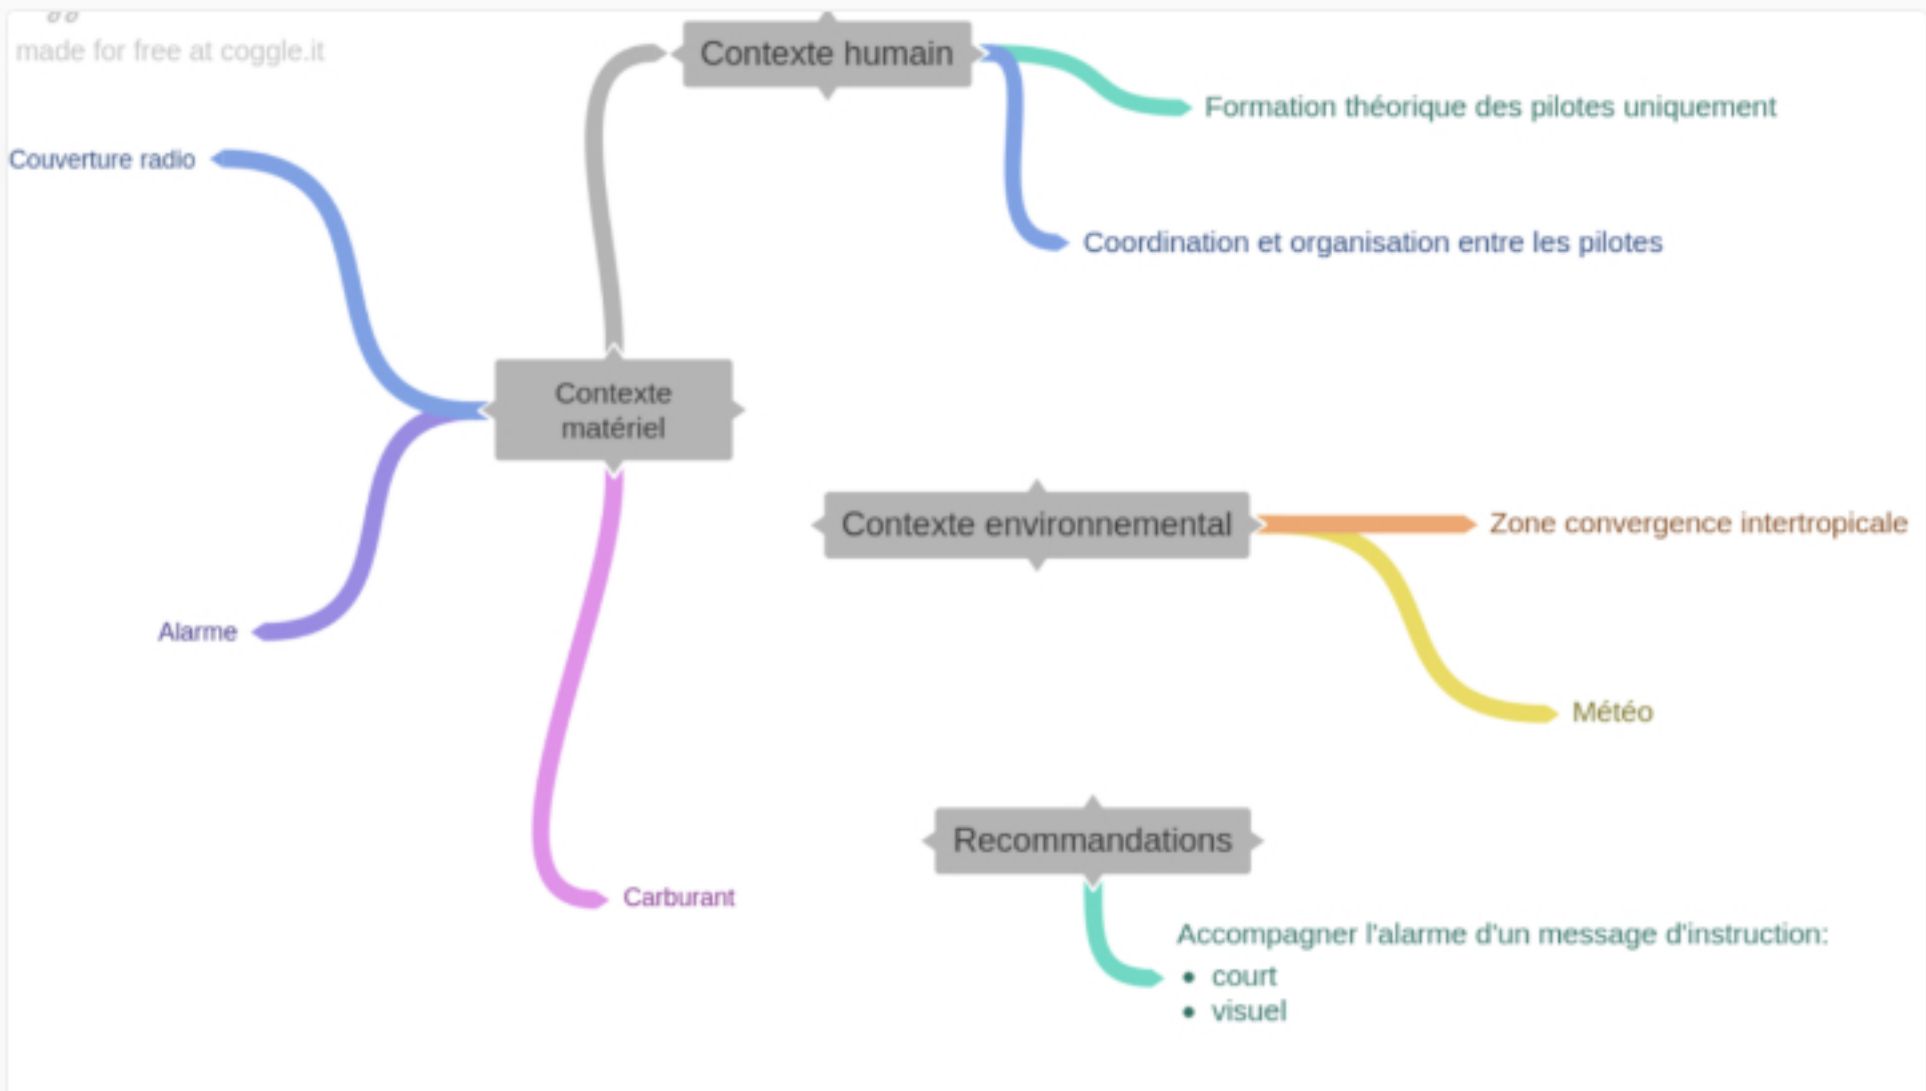 made for free at coggle.it
Contexte humain
Formation théorique des pilotes uniquement
Couverture radio
Coordination et organisation entre les pilotes
Contexte
matériel
Contexte environnemental
Zone convergence intertropicale
Alarme
Météo
Recommandations
Carburant
Accompagner l'alarme d'un message d'instruction:
• court
• visuel